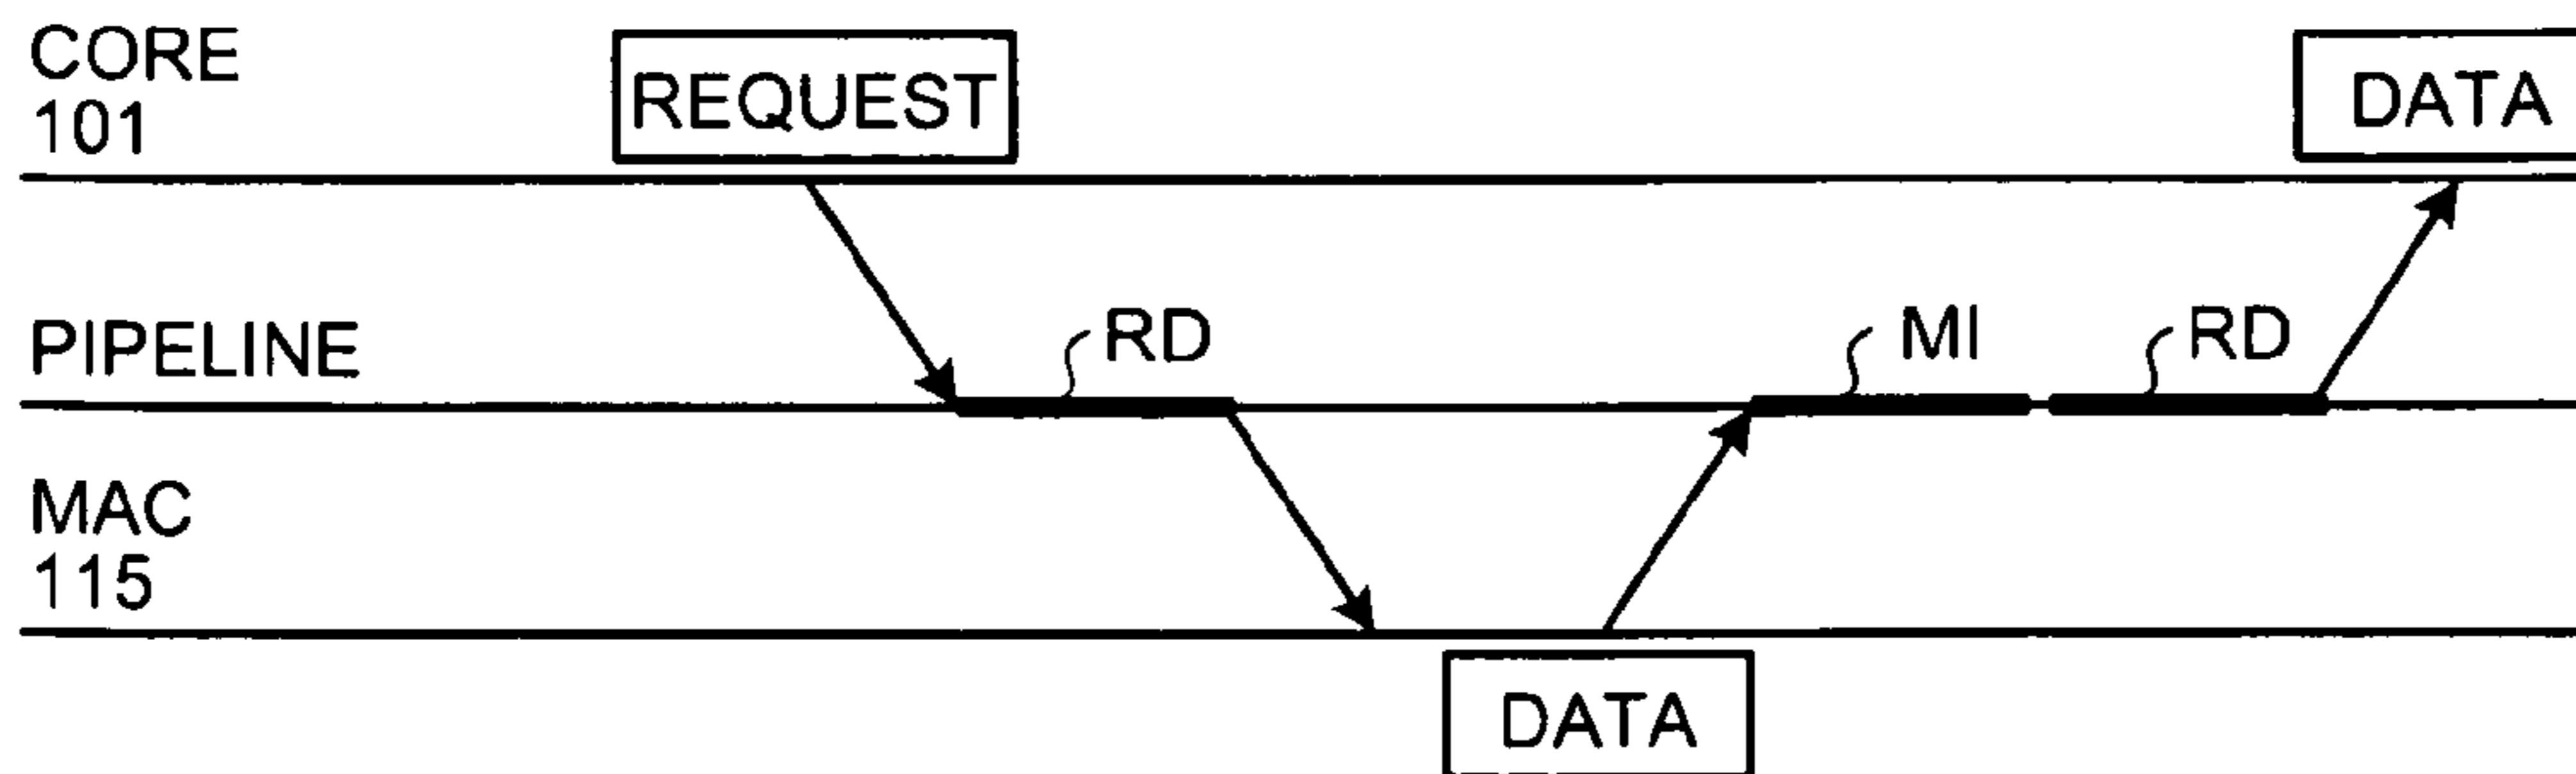 CORE
101
REQUEST
DATA
PIPELINE
RD
MI
RD
MAC
115
DATA